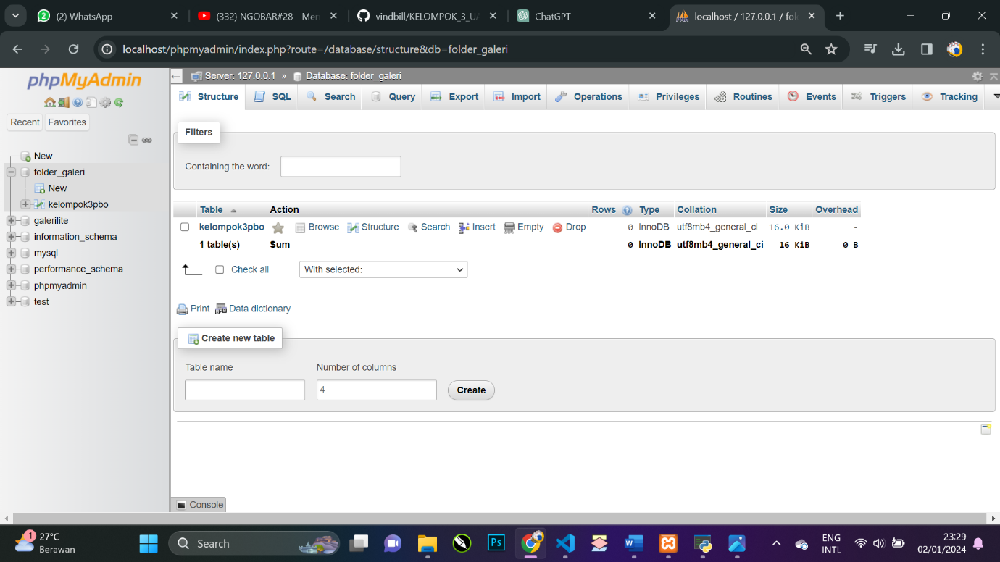 (2) WhatsApp
(332) NGOBAR#28 - Men
vindbill/KELOMPOK_3_UA
ChatGPT
localhost / 127.0.0.1 / fol
localhost/phpmyadmin/index.php?route=/database/structure&db=folder_galeri
phpMyAdmin
Recent Favorites
New
folder_galeri
New
kelompok3pbo
galerilite
information_schema
mysql
performance_schema
phpmyadmin
test
Server: 127.0.0.1 » Database: folder_galeri
Structure SQL Search Query Export Import Operations Privileges Routines Events Triggers Tracking
Filters
Containing the word:
Table Action Rows Type Collation Size Overhead
kelompok3pbo Browse Structure Search Insert Empty Drop 0 InnoDB utf8mb4_general_ci 16.0 KiB -
1 table(s) Sum 0 InnoDB utf8mb4_general_ci 16 KiB 0 B
Check all With selected:
Print Data dictionary
Create new table
Table name Number of columns
4 Create
Console
1 27°C
Berawan
Search
Ps
ENG
INTL
23:29
02/01/2024